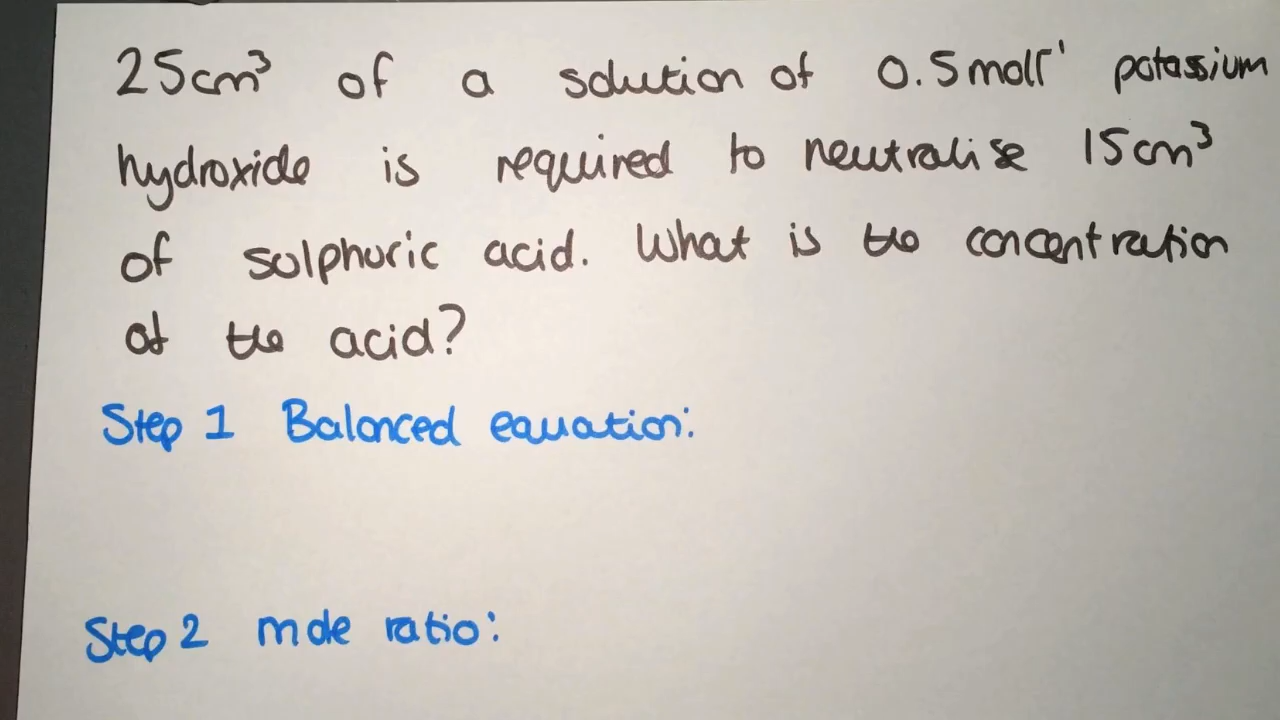 25cm³ of a solution of 0.5moll⁻¹ potassium
hydroxide is required to neutralise 15cm³
of sulphuric acid. What is the concentration
of the acid?
Step 1 Balanced equation:
Step 2 mole ratio: